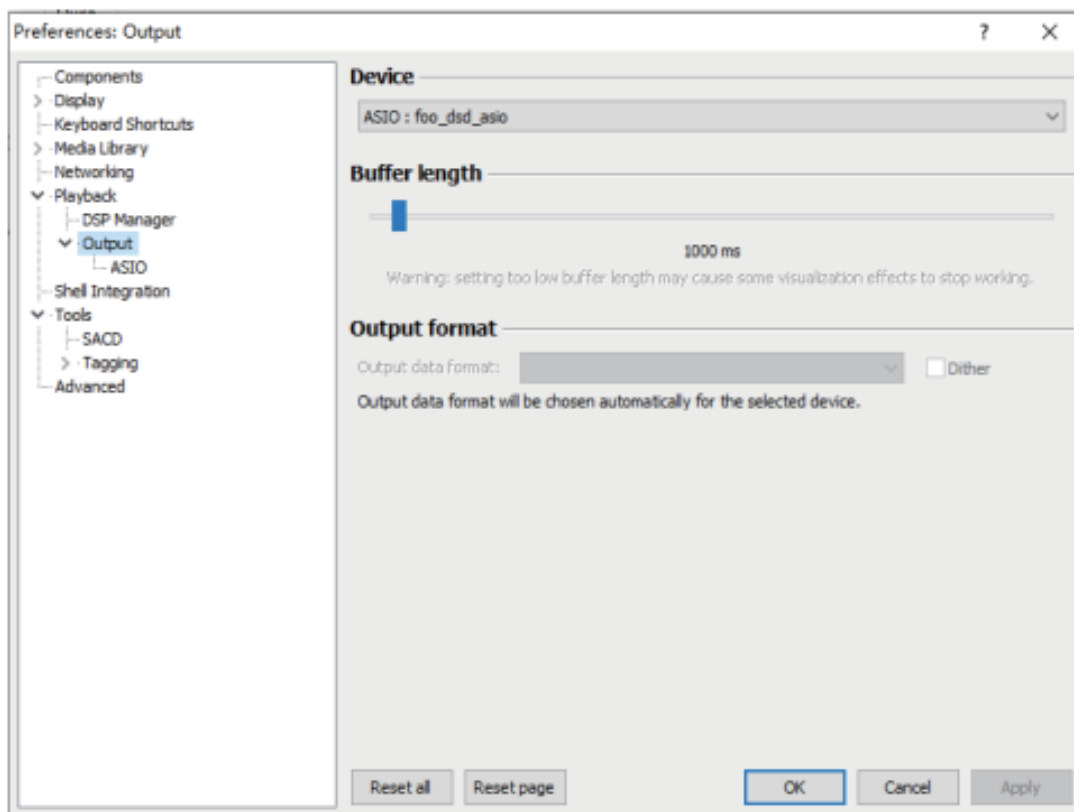 Preferences: Output
?
Components
Display
Keyboard Shortcuts
Media Library
Networking
Playback
DSP Manager
Output
ASIO
Shell Integration
Tools
SACD
Tagging
Advanced
Device
ASIO : foo_dsd_asio
Buffer length
1000 ms
Warning: setting too low buffer length may cause some visualization effects to stop working.
Output format
Output data format:
Dither
Output data format will be chosen automatically for the selected device.
Reset all
Reset page
OK
Cancel
Apply